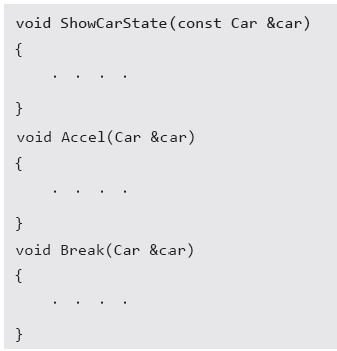 void ShowCarState(const Car &car)
{
. . . .
}
void Accel(Car &car)
{
. . . .
}
void Break(Car &car)
{
. . . .
}